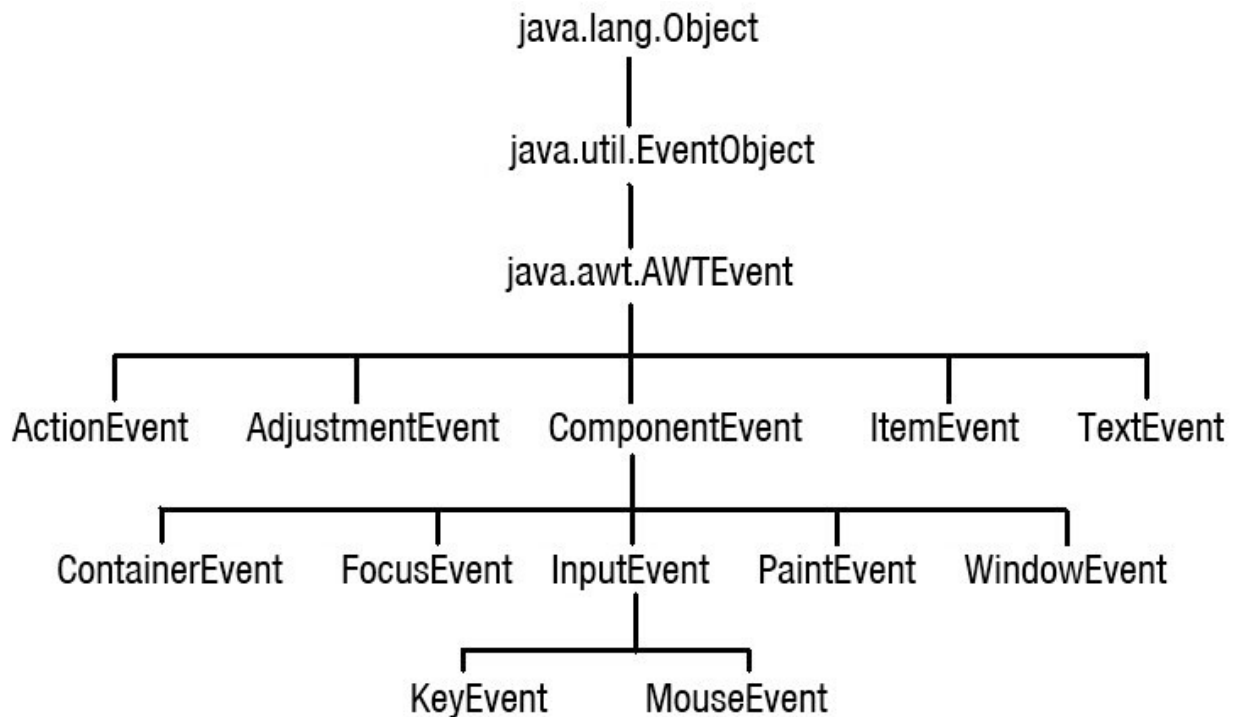 java.lang.Object
java.util.EventObject
java.awt.AWTEvent
ActionEvent AdjustmentEvent ComponentEvent ItemEvent TextEvent
ContainerEvent FocusEvent InputEvent PaintEvent WindowEvent
KeyEvent MouseEvent